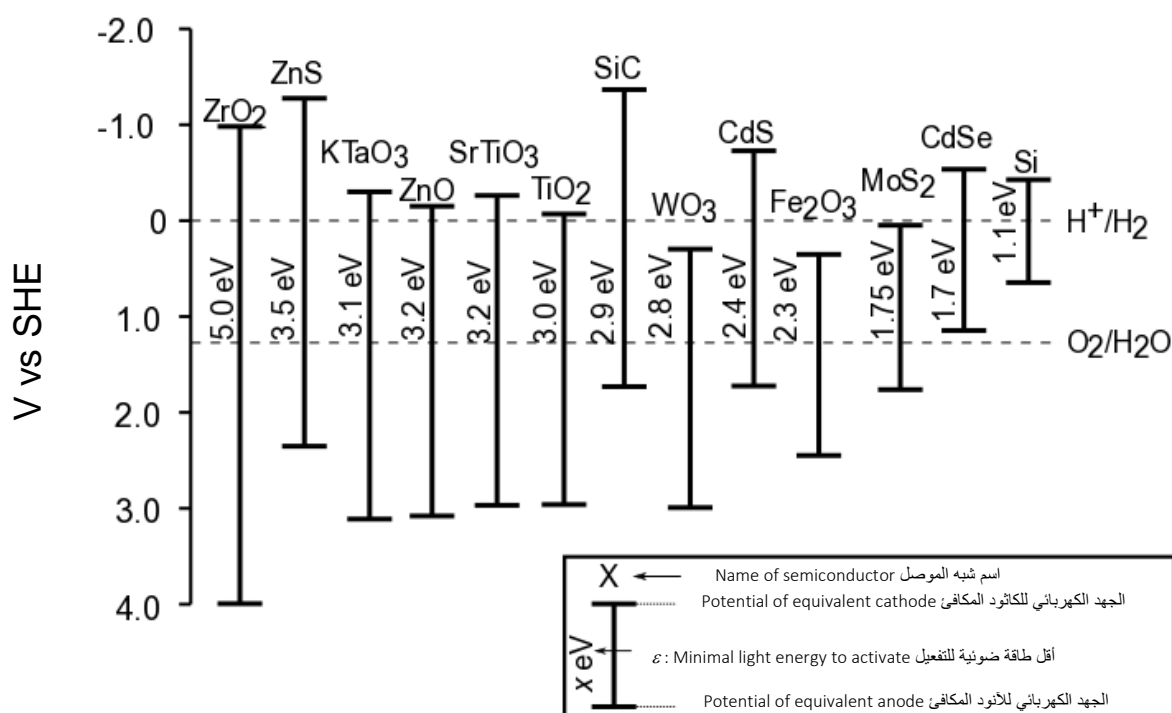 V vs SHE
-2.0
-1.0
0
1.0
2.0
3.0
4.0
ZrO₂
5.0 eV
ZnS
3.5 eV
KTaO₃
3.1 eV
ZnO
3.2 eV
SrTiO₃
3.2 eV
TiO₂
3.0 eV
SiC
2.9 eV
WO₃
2.8 eV
CdS
2.4 eV
Fe₂O₃
2.3 eV
MoS₂
1.75 eV
CdSe
1.7 eV
Si
1.1 eV
H⁺/H₂
O₂/H₂O
X
Name of semiconductor اسم شبه الموصل
Potential of equivalent cathode الجهد الكهربائي للكاثود المكافئ
x eV
ε : Minimal light energy to activate أقل طاقة ضوئية للتفعيل
Potential of equivalent anode الجهد الكهربائي للآنود المكافئ